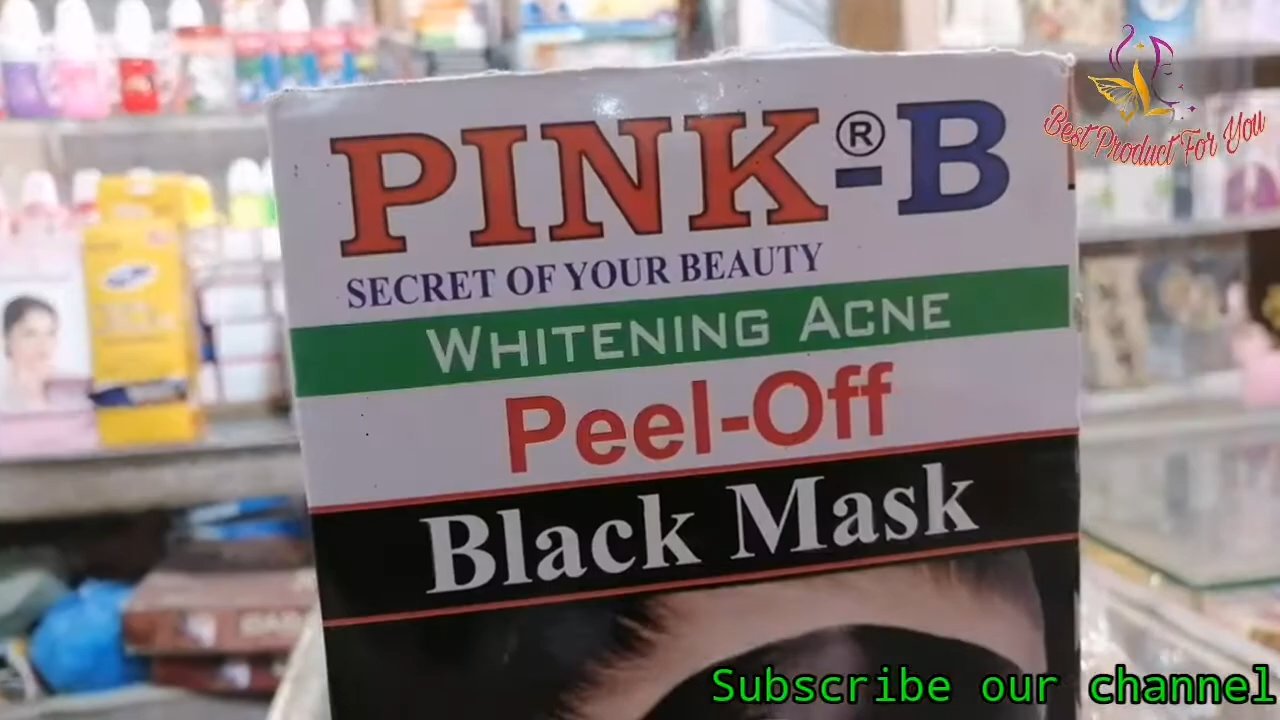 PINK®-B
SECRET OF YOUR BEAUTY
WHITENING ACNE
Peel-Off
Black Mask
Best Product For You
Subscribe our channel